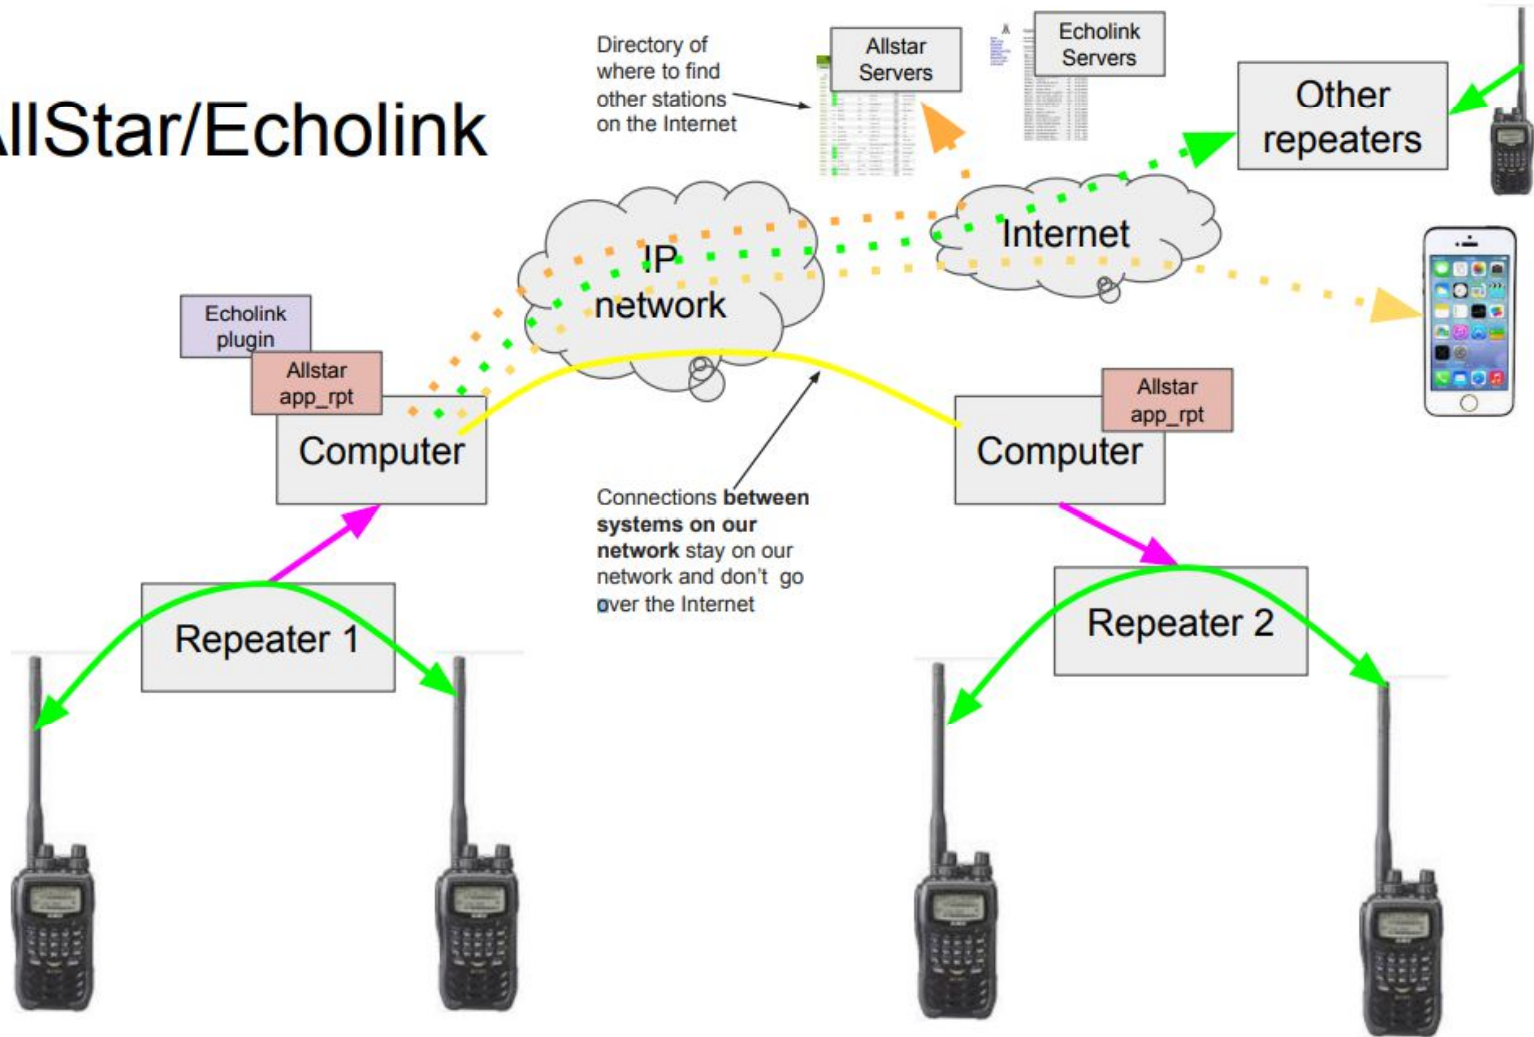 AllStar/Echolink
Directory of
where to find
other stations
on the Internet
Allstar
Servers
Echolink
Servers
Other
repeaters
IP
network
Internet
Echolink
plugin
Allstar
app_rpt
Computer
Allstar
app_rpt
Computer
Connections between
systems on our
network stay on our
network and don’t go
over the Internet
Repeater 1
Repeater 2